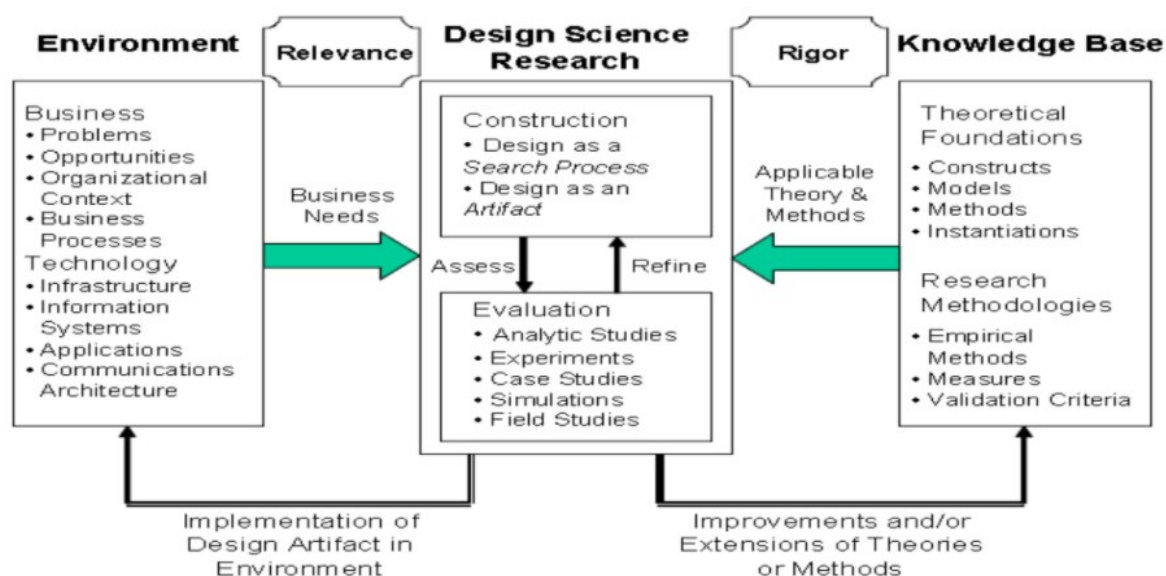 Environment
Relevance
Design Science
Research
Rigor
Knowledge Base
Business
• Problems
• Opportunities
• Organizational
Context
• Business
Processes
Technology
• Infrastructure
• Information
Systems
• Applications
• Communications
Architecture
Business
Needs
Construction
• Design as a
Search Process
• Design as an
Artifact
Assess
Refine
Evaluation
• Analytic Studies
• Experiments
• Case Studies
• Simulations
• Field Studies
Applicable
Theory &
Methods
Theoretical
Foundations
• Constructs
• Models
• Methods
• Instantiations
Research
Methodologies
• Empirical
Methods
• Measures
• Validation Criteria
Implementation of
Design Artifact in
Environment
Improvements and/or
Extensions of Theories
or Methods